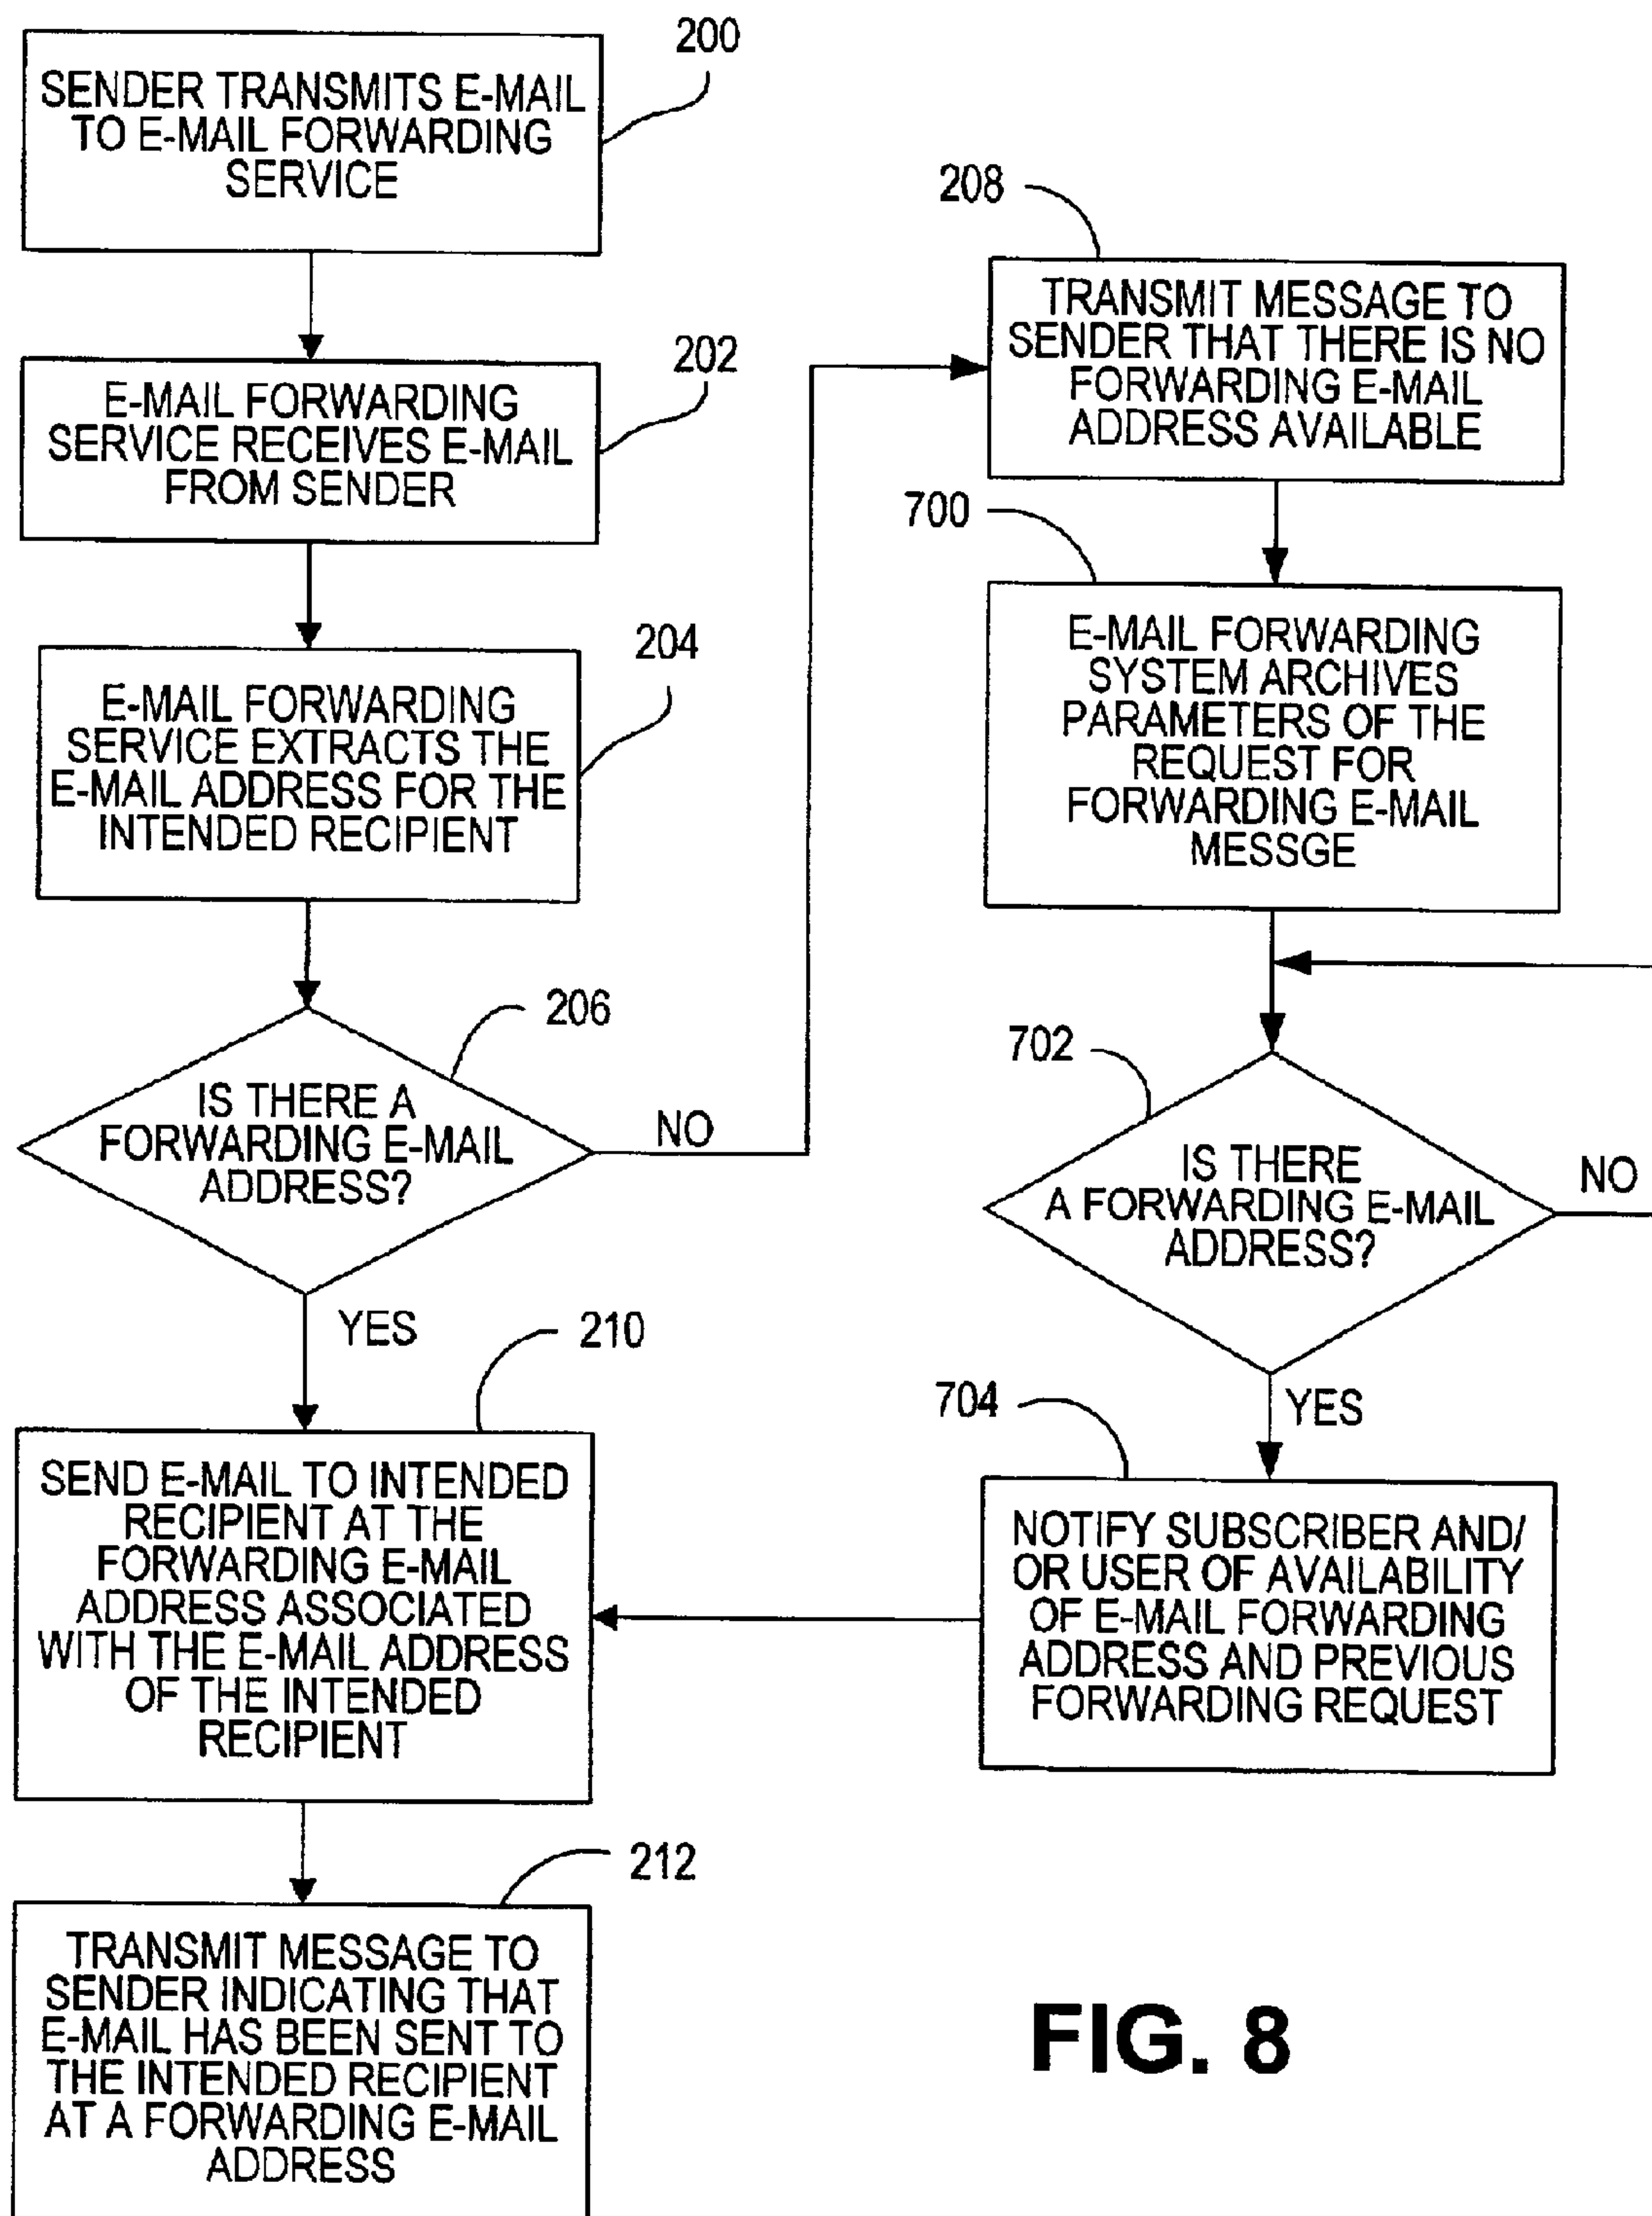 200
SENDER TRANSMITS E-MAIL
TO E-MAIL FORWARDING
SERVICE
202
E-MAIL FORWARDING
SERVICE RECEIVES E-MAIL
FROM SENDER
204
E-MAIL FORWARDING
SERVICE EXTRACTS THE
E-MAIL ADDRESS FOR THE
INTENDED RECIPIENT
206
IS THERE A
FORWARDING E-MAIL
ADDRESS?
NO
YES
210
SEND E-MAIL TO INTENDED
RECIPIENT AT THE
FORWARDING E-MAIL
ADDRESS ASSOCIATED
WITH THE E-MAIL ADDRESS
OF THE INTENDED
RECIPIENT
212
TRANSMIT MESSAGE TO
SENDER INDICATING THAT
E-MAIL HAS BEEN SENT TO
THE INTENDED RECIPIENT
AT A FORWARDING E-MAIL
ADDRESS
208
TRANSMIT MESSAGE TO
SENDER THAT THERE IS NO
FORWARDING E-MAIL
ADDRESS AVAILABLE
700
E-MAIL FORWARDING
SYSTEM ARCHIVES
PARAMETERS OF THE
REQUEST FOR
FORWARDING E-MAIL
MESSGE
702
IS THERE
A FORWARDING E-MAIL
ADDRESS?
NO
YES
704
NOTIFY SUBSCRIBER AND/
OR USER OF AVAILABILITY
OF E-MAIL FORWARDING
ADDRESS AND PREVIOUS
FORWARDING REQUEST
FIG. 8